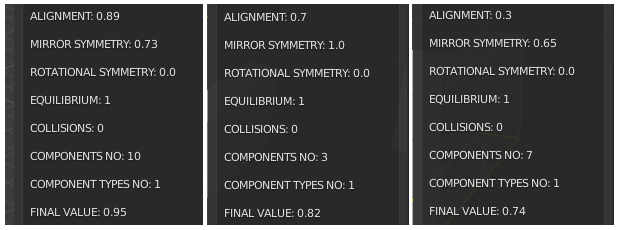 ALIGNMENT: 0.89
MIRROR SYMMETRY: 0.73
ROTATIONAL SYMMETRY: 0.0
EQUILIBRIUM: 1
COLLISIONS: 0
COMPONENTS NO: 10
COMPONENT TYPES NO: 1
FINAL VALUE: 0.95
ALIGNMENT: 0.7
MIRROR SYMMETRY: 1.0
ROTATIONAL SYMMETRY: 0.0
EQUILIBRIUM: 1
COLLISIONS: 0
COMPONENTS NO: 3
COMPONENT TYPES NO: 1
FINAL VALUE: 0.82
ALIGNMENT: 0.3
MIRROR SYMMETRY: 0.65
ROTATIONAL SYMMETRY: 0.0
EQUILIBRIUM: 1
COLLISIONS: 0
COMPONENTS NO: 7
COMPONENT TYPES NO: 1
FINAL VALUE: 0.74